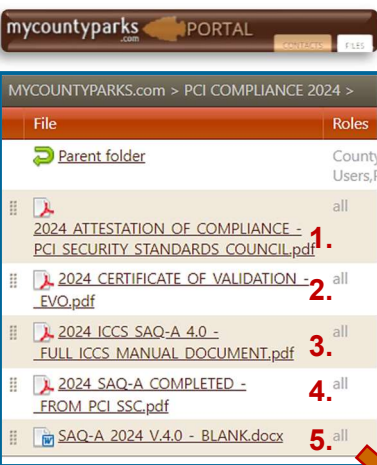 mycountyparks
.com
PORTAL
CONTACTS FILES
MYCOUNTYPARKS.com > PCI COMPLIANCE 2024 >
File Roles
Parent folder County
Users,
2024 ATTESTATION OF COMPLIANCE - all
PCI SECURITY STANDARDS COUNCIL.pdf 1.
2024 CERTIFICATE OF VALIDATION - all
_EVO.pdf 2.
2024 ICCS SAQ-A 4.0 - all
_FULL ICCS MANUAL DOCUMENT.pdf 3.
2024 SAQ-A COMPLETED - all
_FROM PCI SSC.pdf 4.
SAQ-A 2024 V.4.0 - BLANK.docx 5. all